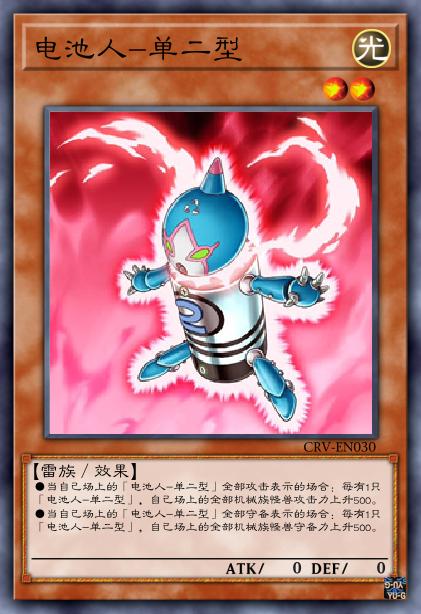 电池人-单二型
光
2
CRV-EN030
【雷族/效果】
●当自己场上的「电池人-单二型」全部攻击表示的场合：每有1只
「电池人-单二型」，自己场上的全部机械族怪兽攻击力上升500。
●当自己场上的「电池人-单二型」全部守备表示的场合：每有1只
「电池人-单二型」，自己场上的全部机械族怪兽守备力上升500。
ATK/ 0 DEF/ 0